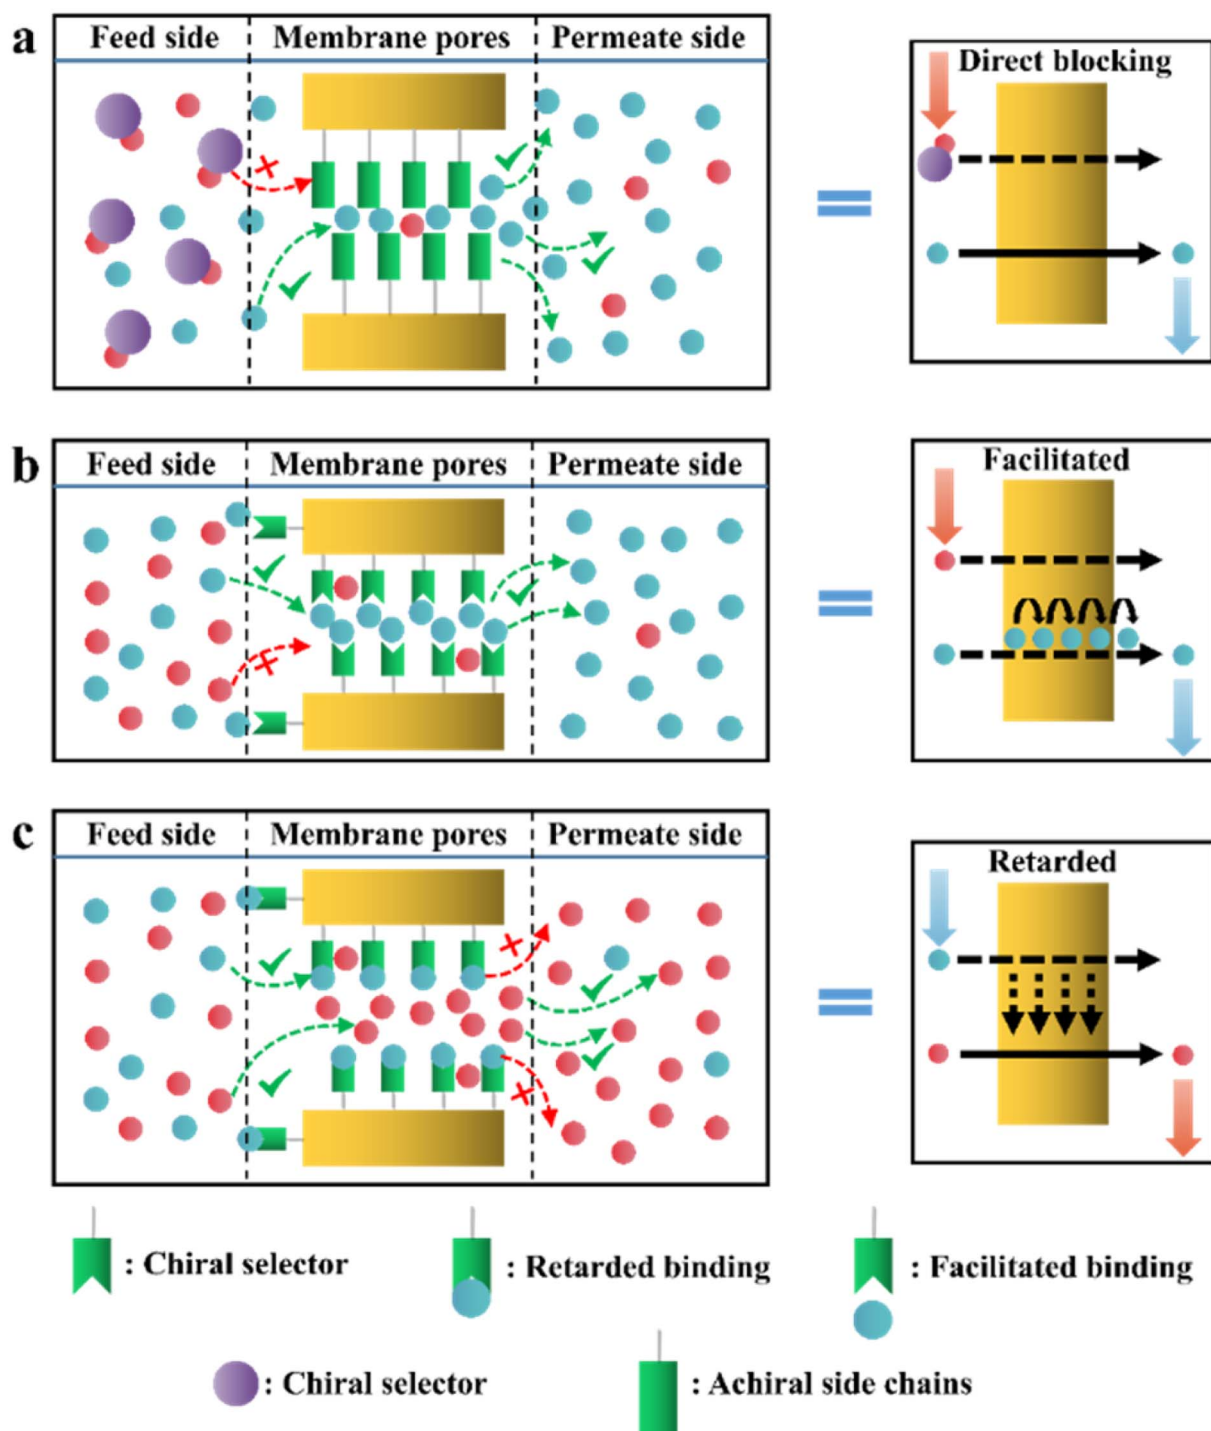 a
Feed side Membrane pores Permeate side
Direct blocking
b
Feed side Membrane pores Permeate side
Facilitated
c
Feed side Membrane pores Permeate side
Retarded
: Chiral selector : Retarded binding : Facilitated binding
: Chiral selector : Achiral side chains